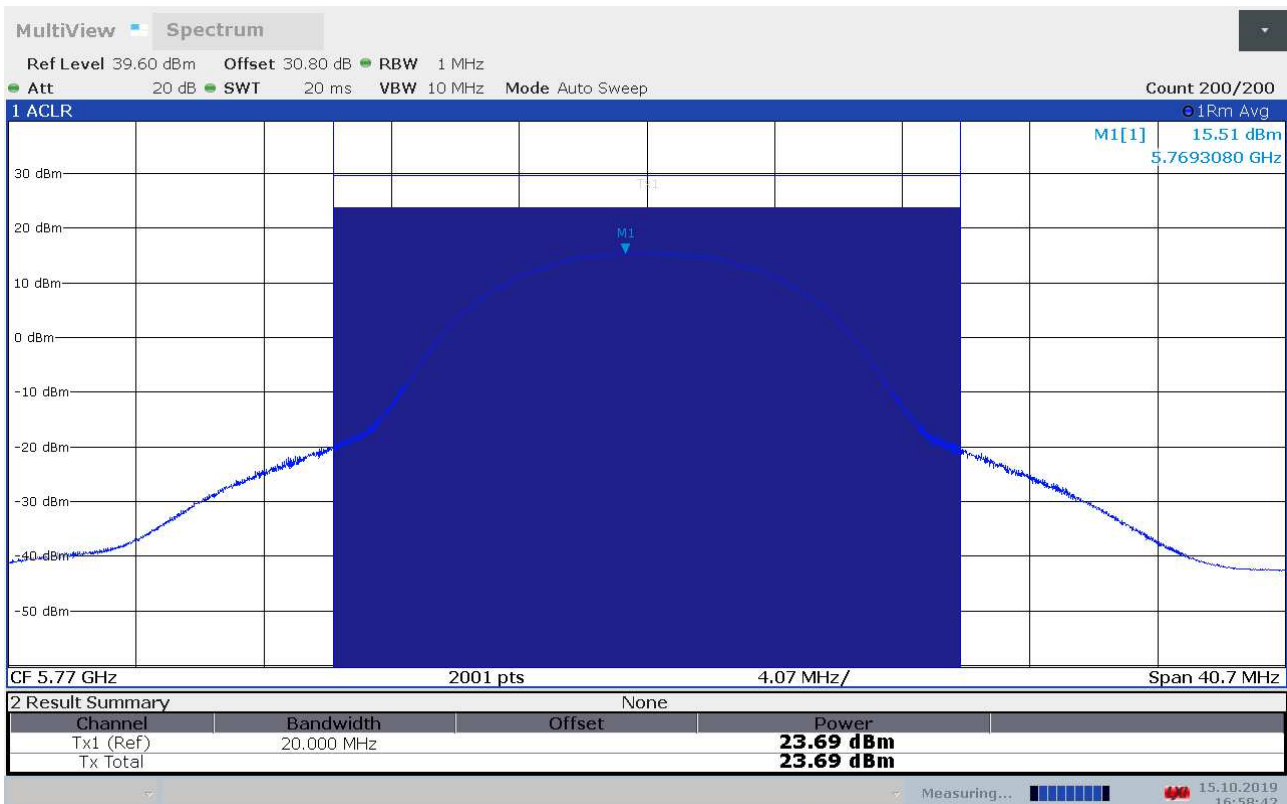 MultiView Spectrum
Ref Level 39.60 dBm Offset 30.80 dB RBW 1 MHz
Att 20 dB SWT 20 ms VBW 10 MHz Mode Auto Sweep Count 200/200
1 ACLR 1Rm Avg
M1[1] 15.51 dBm
5.7693080 GHz
30 dBm
Tx1
20 dBm
M1
10 dBm
0 dBm
-10 dBm
-20 dBm
-30 dBm
-40 dBm
-50 dBm
CF 5.77 GHz 2001 pts 4.07 MHz/ Span 40.7 MHz
2 Result Summary None
Channel Bandwidth Offset Power
Tx1 (Ref) 20.000 MHz 23.69 dBm
Tx Total 23.69 dBm
Measuring... 15.10.2019
16:58:42